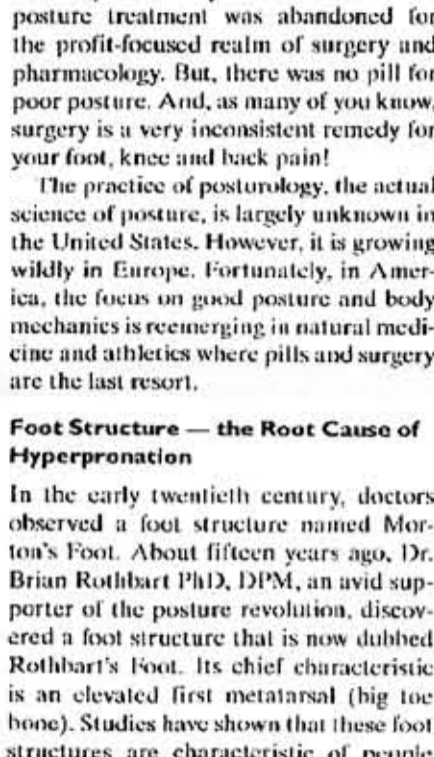 posture treatment was abandoned for
the profit-focused realm of surgery and
pharmacology. But, there was no pill for
poor posture. And, as many of you know,
surgery is a very inconsistent remedy for
your foot, knee and back pain!
The practice of posturology, the actual
science of posture, is largely unknown in
the United States. However, it is growing
wildly in Europe. Fortunately, in Amer-
ica, the focus on good posture and body
mechanics is reemerging in natural medi-
cine and athletics where pills and surgery
are the last resort.
Foot Structure — the Root Cause of
Hyperpronation
In the early twentieth century, doctors
observed a foot structure named Mor-
ton's Foot. About fifteen years ago, Dr.
Brian Rothbart PhD, DPM, an avid sup-
porter of the posture revolution, discov-
ered a foot structure that is now dubbed
Rothbart's Foot. Its chief characteristic
is an elevated first metatarsal (big toe
bone). Studies have shown that these foot
structures are characteristic of people